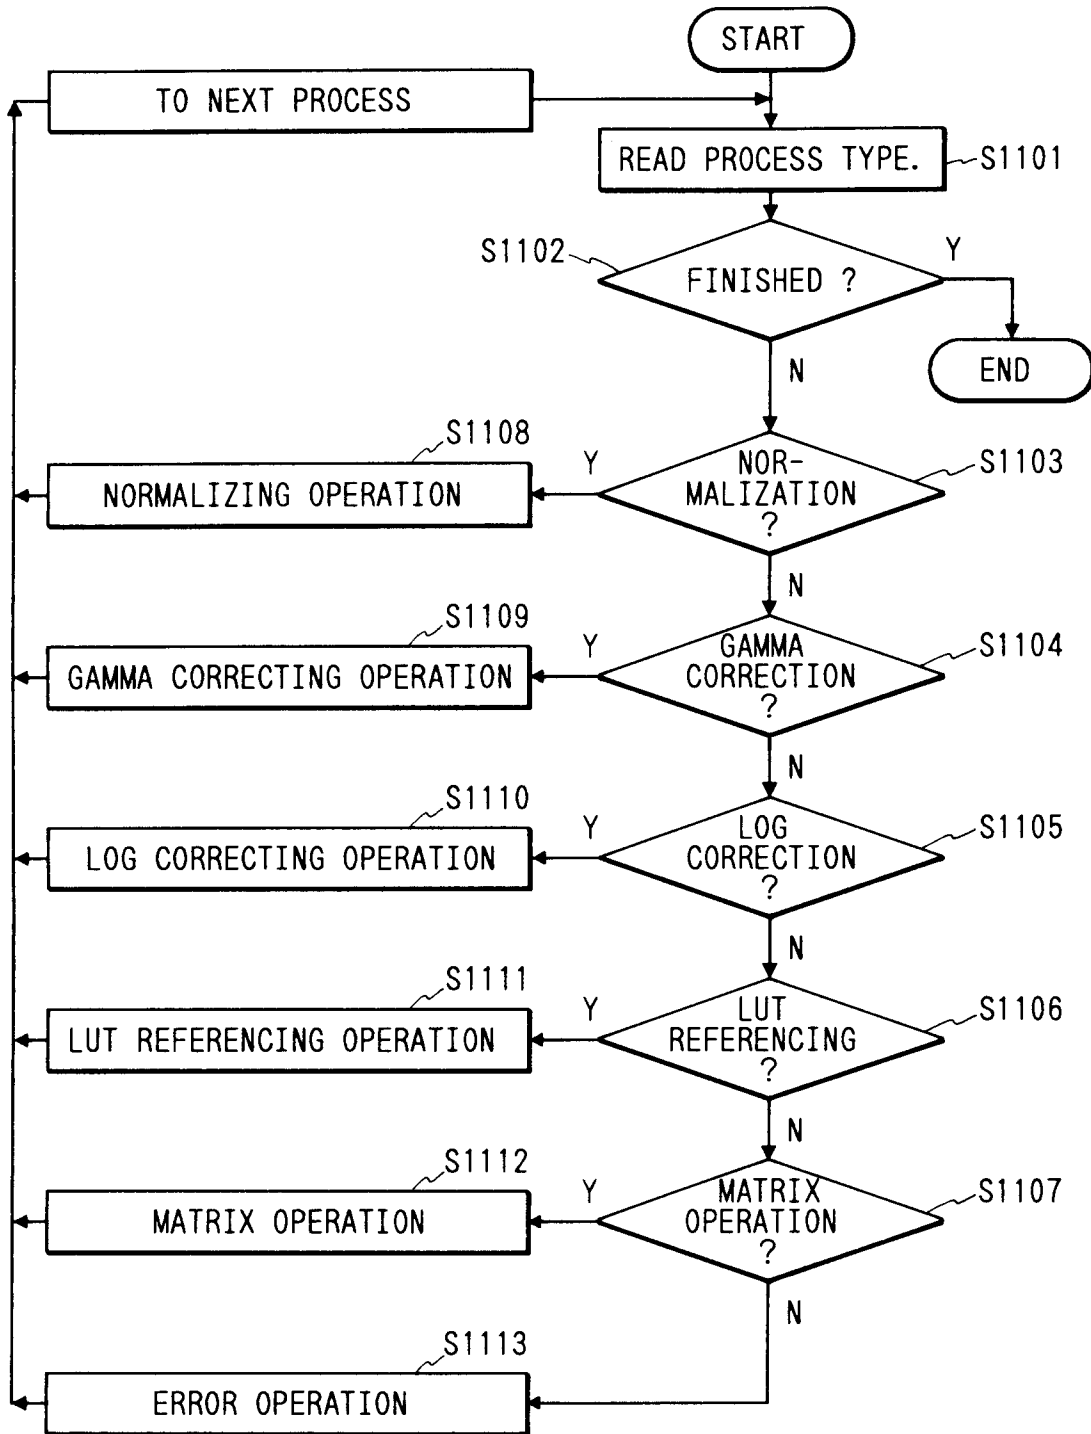 START
TO NEXT PROCESS
READ PROCESS TYPE.
S1101
S1102
FINISHED ?
Y
END
N
S1108
NORMALIZING OPERATION
Y
NOR-
MALIZATION
?
S1103
N
S1109
GAMMA CORRECTING OPERATION
Y
GAMMA
CORRECTION
?
S1104
N
S1110
LOG CORRECTING OPERATION
Y
LOG
CORRECTION
?
S1105
N
S1111
LUT REFERENCING OPERATION
Y
LUT
REFERENCING
?
S1106
N
S1112
MATRIX OPERATION
Y
MATRIX
OPERATION
?
S1107
N
S1113
ERROR OPERATION